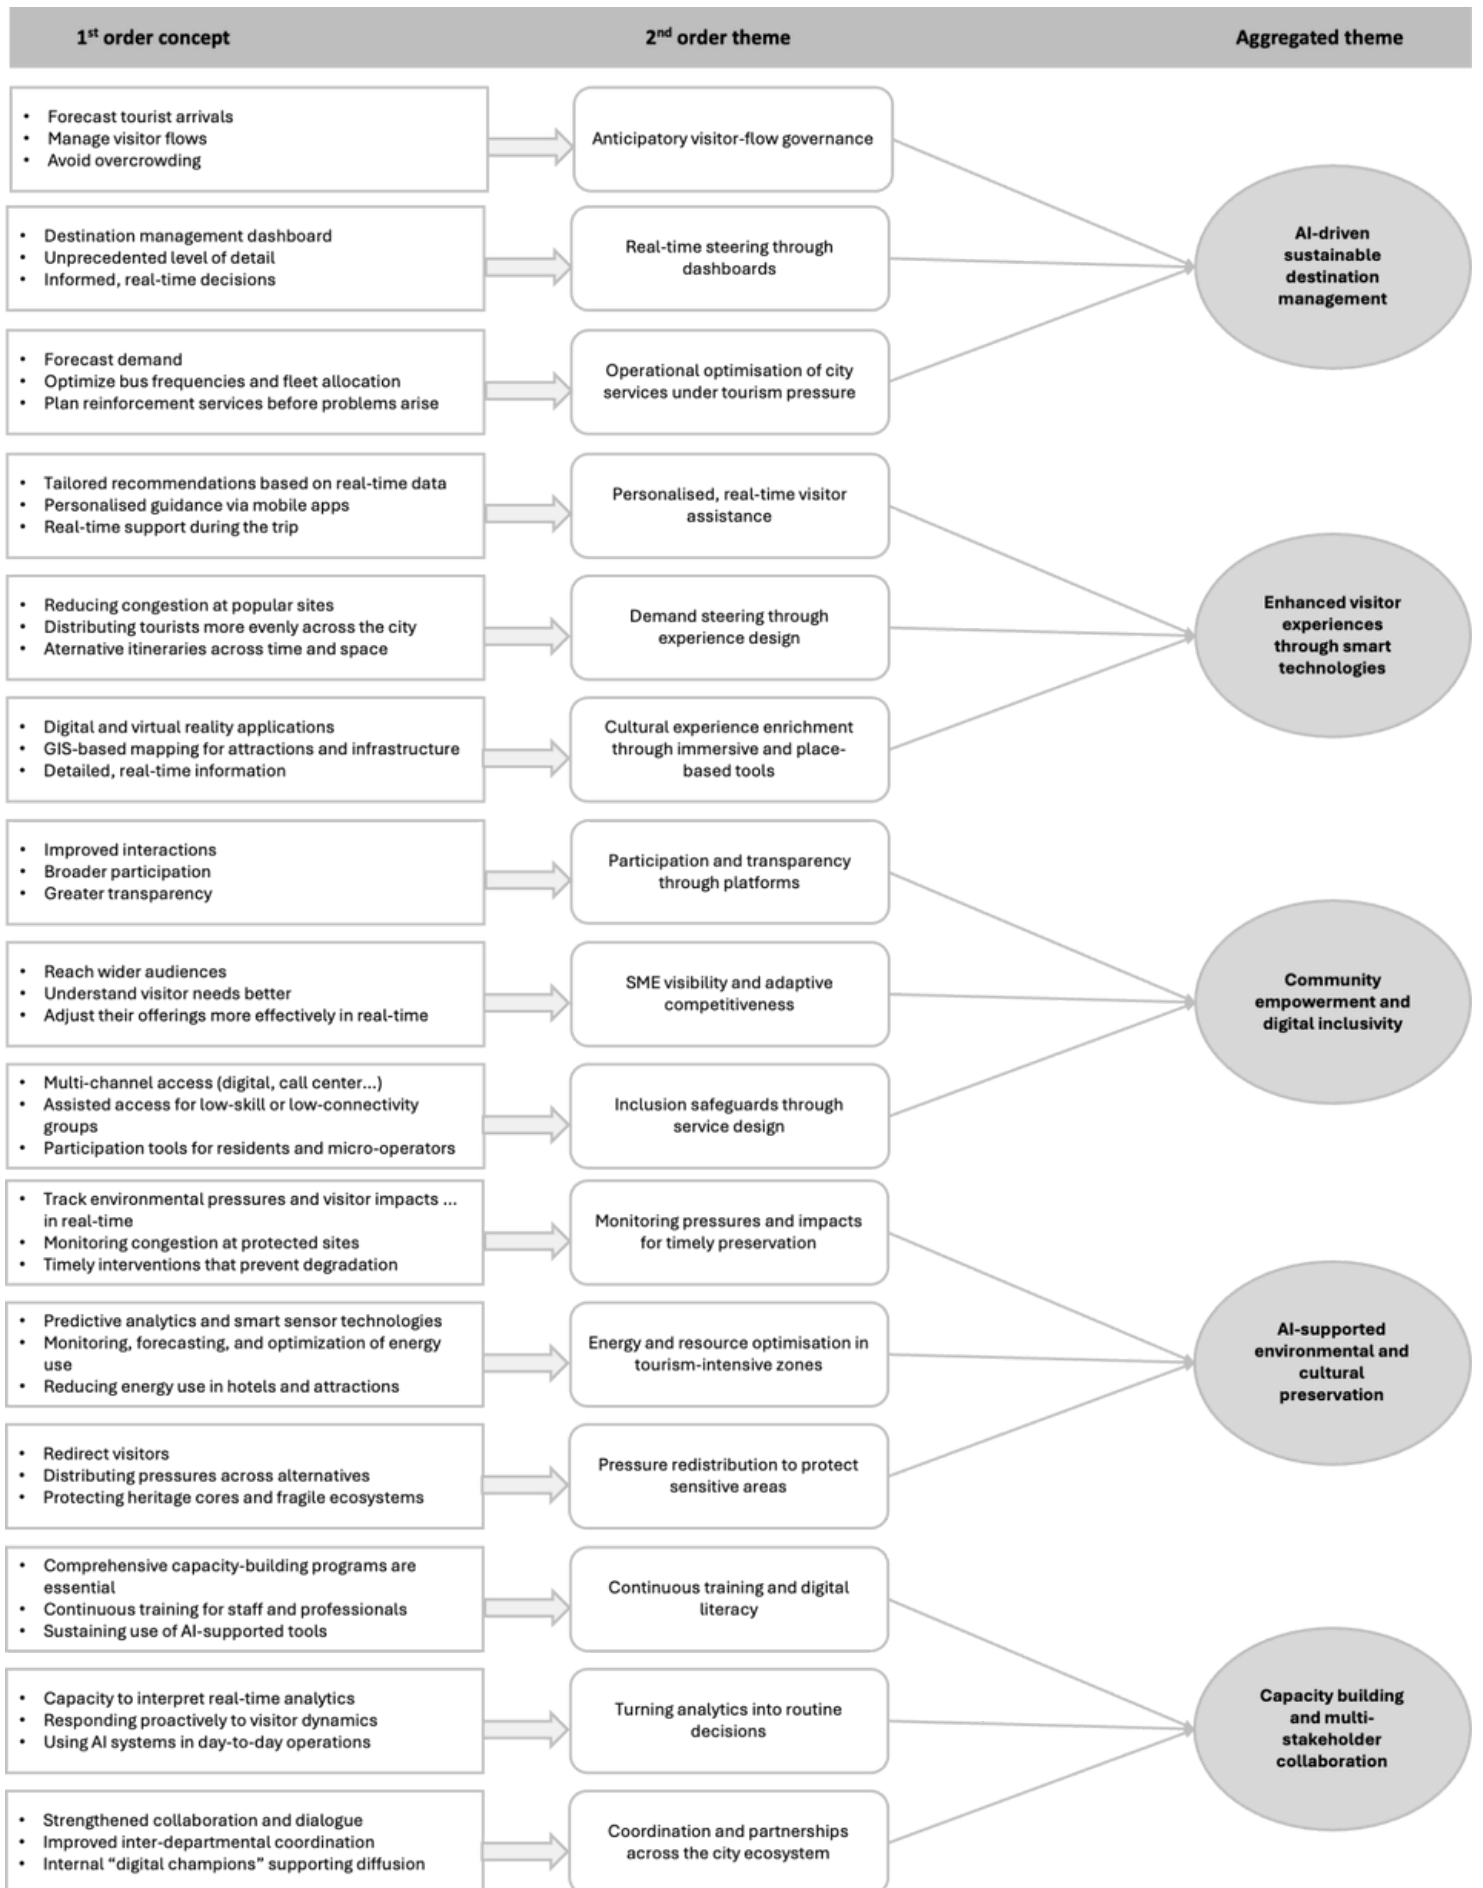 1st order concept
2nd order theme
Aggregated theme
• Forecast tourist arrivals
• Manage visitor flows
• Avoid overcrowding
Anticipatory visitor-flow governance
• Destination management dashboard
• Unprecedented level of detail
• Informed, real-time decisions
Real-time steering through
dashboards
• Forecast demand
• Optimize bus frequencies and fleet allocation
• Plan reinforcement services before problems arise
Operational optimisation of city
services under tourism pressure
AI-driven
sustainable
destination
management
• Tailored recommendations based on real-time data
• Personalised guidance via mobile apps
• Real-time support during the trip
Personalised, real-time visitor
assistance
• Reducing congestion at popular sites
• Distributing tourists more evenly across the city
• Aternative itineraries across time and space
Demand steering through
experience design
• Digital and virtual reality applications
• GIS-based mapping for attractions and infrastructure
• Detailed, real-time information
Cultural experience enrichment
through immersive and place-
based tools
Enhanced visitor
experiences
through smart
technologies
• Improved interactions
• Broader participation
• Greater transparency
Participation and transparency
through platforms
• Reach wider audiences
• Understand visitor needs better
• Adjust their offerings more effectively in real-time
SME visibility and adaptive
competitiveness
• Multi-channel access (digital, call center...)
• Assisted access for low-skill or low-connectivity
groups
• Participation tools for residents and micro-operators
Inclusion safeguards through
service design
Community
empowerment and
digital inclusivity
• Track environmental pressures and visitor impacts ...
in real-time
• Monitoring congestion at protected sites
• Timely interventions that prevent degradation
Monitoring pressures and impacts
for timely preservation
• Predictive analytics and smart sensor technologies
• Monitoring, forecasting, and optimization of energy
use
• Reducing energy use in hotels and attractions
Energy and resource optimisation in
tourism-intensive zones
• Redirect visitors
• Distributing pressures across alternatives
• Protecting heritage cores and fragile ecosystems
Pressure redistribution to protect
sensitive areas
AI-supported
environmental and
cultural
preservation
• Comprehensive capacity-building programs are
essential
• Continuous training for staff and professionals
• Sustaining use of AI-supported tools
Continuous training and digital
literacy
• Capacity to interpret real-time analytics
• Responding proactively to visitor dynamics
• Using AI systems in day-to-day operations
Turning analytics into routine
decisions
• Strengthened collaboration and dialogue
• Improved inter-departmental coordination
• Internal “digital champions” supporting diffusion
Coordination and partnerships
across the city ecosystem
Capacity building
and multi-
stakeholder
collaboration